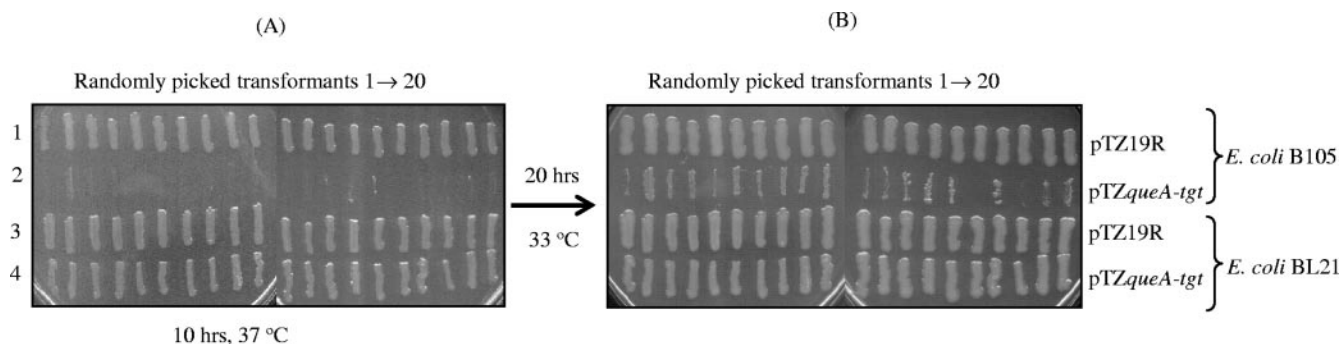 (A)
(B)
Randomly picked transformants 1→ 20
Randomly picked transformants 1→ 20
1
2
3
4
20 hrs
33 °C
pTZ19R
pTZqueA-tgt
pTZ19R
pTZqueA-tgt
E. coli B105
E. coli BL21
10 hrs, 37 °C